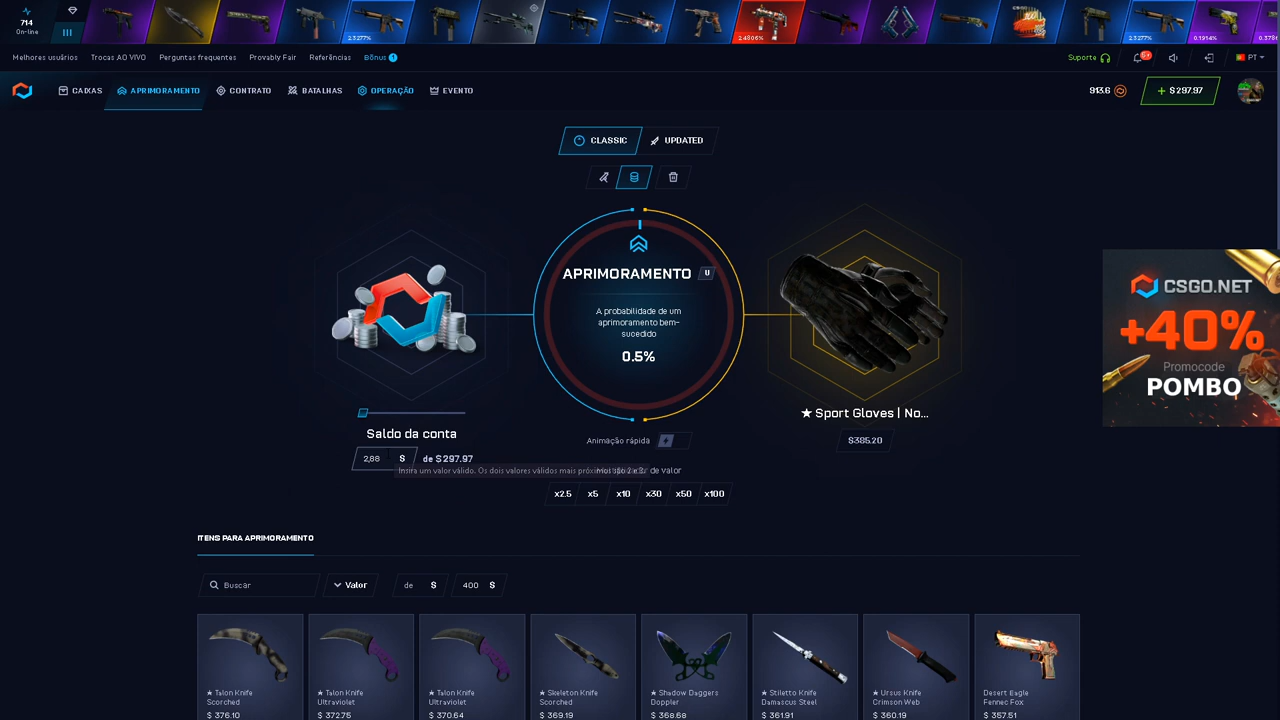 714
On-line
2.3277%
2.4806%
2.3277%
0.1914%
Melhores usuários
Trocas AO VIVO
Perguntas frequentes
Provably Fair
Referências
Bônus
Suporte
PT
CAIXAS
APRIMORAMENTO
CONTRATO
BATALHAS
OPERAÇÃO
EVENTO
913.6
+ $ 297.97
CLASSIC
UPDATED
APRIMORAMENTO U
A probabilidade de um
aprimoramento bem-
sucedido
0.5%
CSGO.NET
+40%
Promocode
POMBO
★ Sport Gloves | No...
$385.20
Saldo da conta
2,88 $ de $297.97
Animação rápida
Insira um valor válido. Os dois valores válidos mais próximos são 2 e 3.
de valor
x2.5
x5
x10
x30
x50
x100
ITENS PARA APRIMORAMENTO
Buscar
Valor
de $
400 $
★ Talon Knife
Scorched
$ 376.10
★ Talon Knife
Ultraviolet
$ 372.75
★ Talon Knife
Ultraviolet
$ 370.64
★ Skeleton Knife
Scorched
$ 369.19
★ Shadow Daggers
Doppler
$ 368.68
★ Stiletto Knife
Damascus Steel
$ 361.91
★ Ursus Knife
Crimson Web
$ 360.19
Desert Eagle
Fennec Fox
$ 357.51